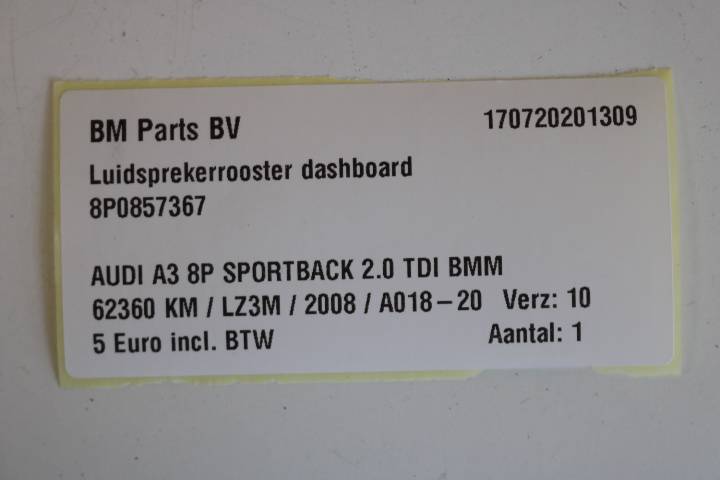 BM Parts BV 170720201309
Luidsprekerrooster dashboard
8P0857367
AUDI A3 8P SPORTBACK 2.0 TDI BMM
62360 KM / LZ3M / 2008 / A018-20 Verz: 10
5 Euro incl. BTW Aantal: 1